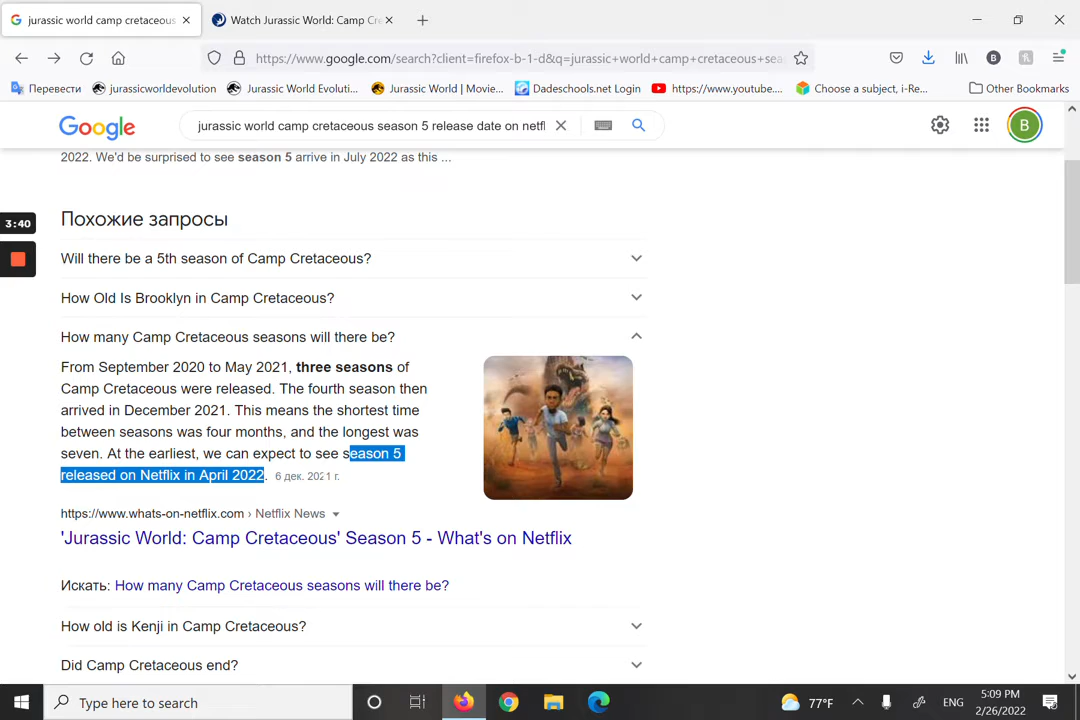 jurassic world camp cretaceous
Watch Jurassic World: Camp Cre
https://www.google.com/search?client=firefox-b-1-d&q=jurassic+world+camp+cretaceous+sea
Перевести
jurassicworldevolution
Jurassic World Evoluti...
Jurassic World | Movie...
Dadeschools.net Login
https://www.youtube....
Choose a subject, i-Re...
Other Bookmarks
Google
jurassic world camp cretaceous season 5 release date on netfl
B
2022. We'd be surprised to see season 5 arrive in July 2022 as this ...
3:40
Похожие запросы
Will there be a 5th season of Camp Cretaceous?
How Old Is Brooklyn in Camp Cretaceous?
How many Camp Cretaceous seasons will there be?
From September 2020 to May 2021, three seasons of
Camp Cretaceous were released. The fourth season then
arrived in December 2021. This means the shortest time
between seasons was four months, and the longest was
seven. At the earliest, we can expect to see season 5
released on Netflix in April 2022. 6 дек. 2021 г.
https://www.whats-on-netflix.com › Netflix News
'Jurassic World: Camp Cretaceous' Season 5 - What's on Netflix
Искать: How many Camp Cretaceous seasons will there be?
How old is Kenji in Camp Cretaceous?
Did Camp Cretaceous end?
Type here to search
77°F
ENG
5:09 PM
2/26/2022